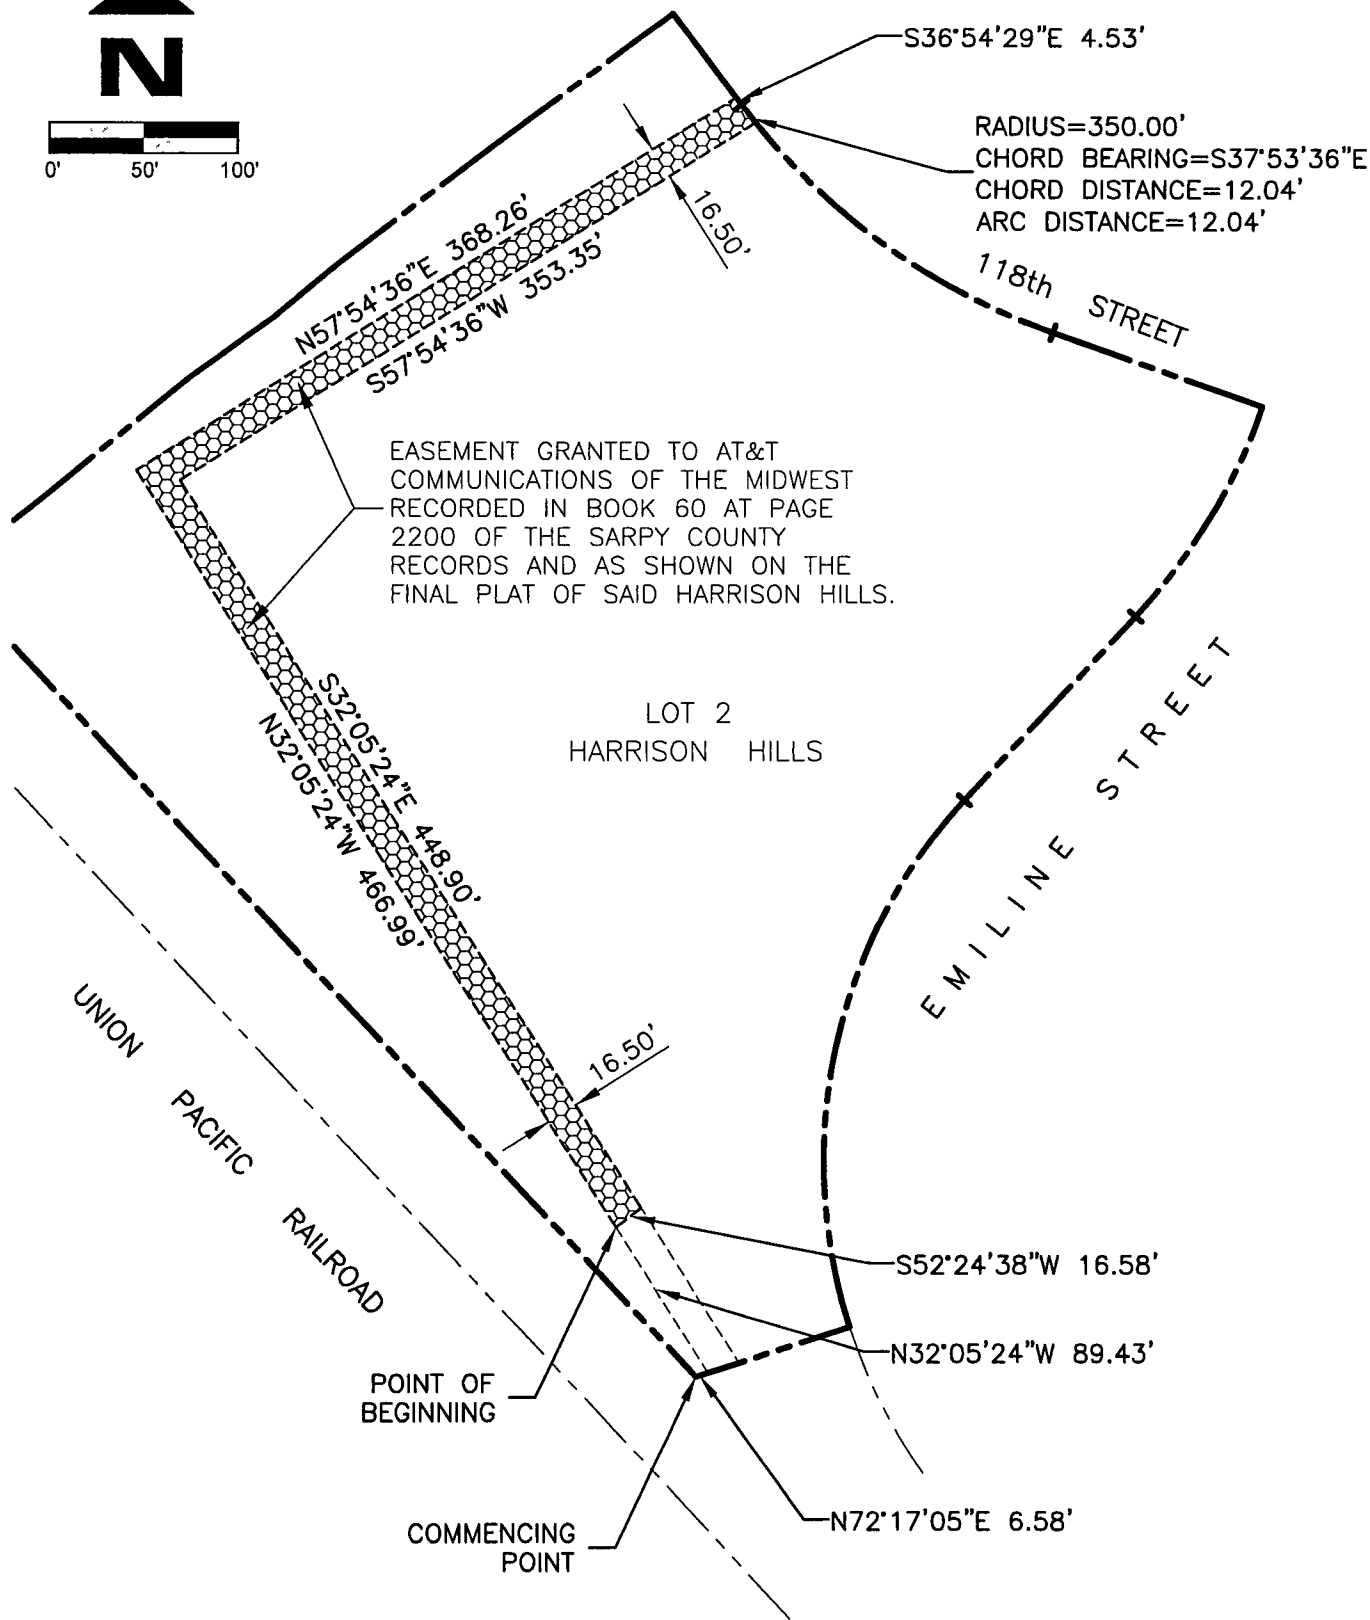 N
0' 50' 100'
S36°54'29"E 4.53'
RADIUS=350.00'
CHORD BEARING=S37°53'36"E
CHORD DISTANCE=12.04'
ARC DISTANCE=12.04'
16.50'
N57°54'36"E 368.26'
S57°54'36"W 353.35'
118th STREET
EASEMENT GRANTED TO AT&T
COMMUNICATIONS OF THE MIDWEST
RECORDED IN BOOK 60 AT PAGE
2200 OF THE SARPY COUNTY
RECORDS AND AS SHOWN ON THE
FINAL PLAT OF SAID HARRISON HILLS.
LOT 2
HARRISON HILLS
S32°05'24"E 448.90'
N32°05'24"W 466.99'
EMILINE STREET
UNION PACIFIC RAILROAD
16.50'
S52°24'38"W 16.58'
N32°05'24"W 89.43'
POINT OF
BEGINNING
N72°17'05"E 6.58'
COMMENCING
POINT